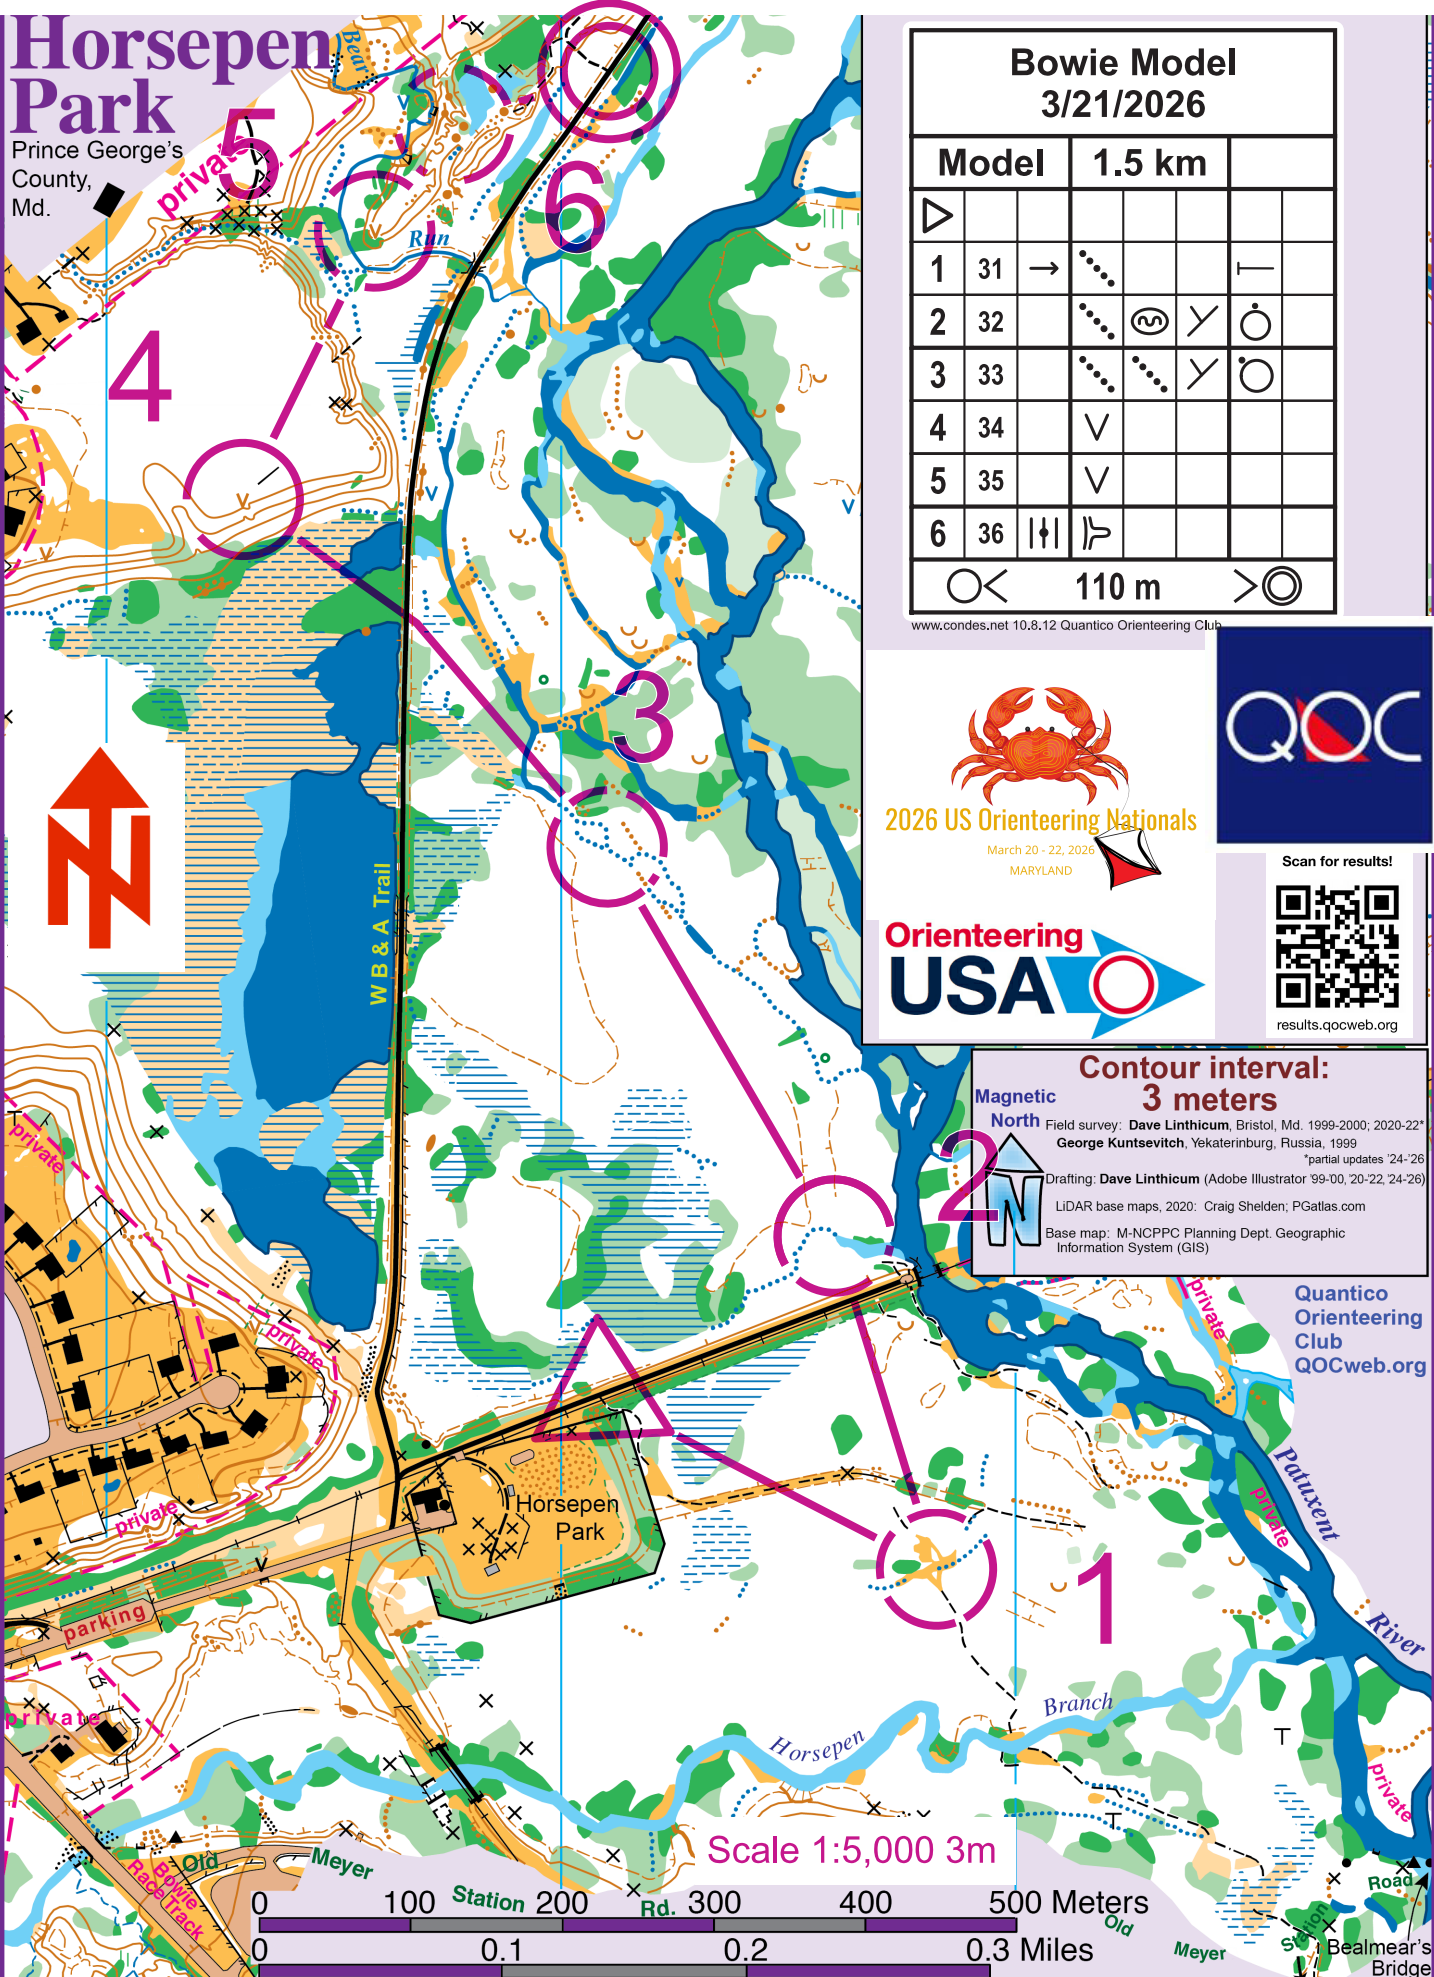 Horsepen
Park
Prince George's
County,
Md.
Bear
private
5
6
Run
4
3
W B & A Trail
2
1
private
private
private
parking
private
Horsepen
Park
Horsepen
Branch
Patuxent
River
private
private
private
Bowie
Race Track
Old
Meyer
Station
Rd.
Old
Meyer
Station
Road
Bealmear's
Bridge
Scale 1:5,000 3m
0 100 200 300 400 500 Meters
0 0.1 0.2 0.3 Miles
Bowie Model
3/21/2026
Model 1.5 km
1 31
2 32
3 33
4 34
5 35
6 36
110 m
www.condes.net 10.8.12 Quantico Orienteering Club
QOC
2026 US Orienteering Nationals
March 20 - 22, 2026
MARYLAND
Scan for results!
results.qocweb.org
Orienteering
USA
N
Contour interval:
3 meters
Magnetic
North
N
Field survey: Dave Linthicum, Bristol, Md. 1999-2000; 2020-22*
George Kuntsevitch, Yekaterinburg, Russia, 1999
*partial updates '24-'26
Drafting: Dave Linthicum (Adobe Illustrator '99-'00, '20-'22, '24-'26)
LiDAR base maps, 2020: Craig Shelden; PGatlas.com
Base map: M-NCPPC Planning Dept. Geographic
Information System (GIS)
Quantico
Orienteering
Club
QOCweb.org